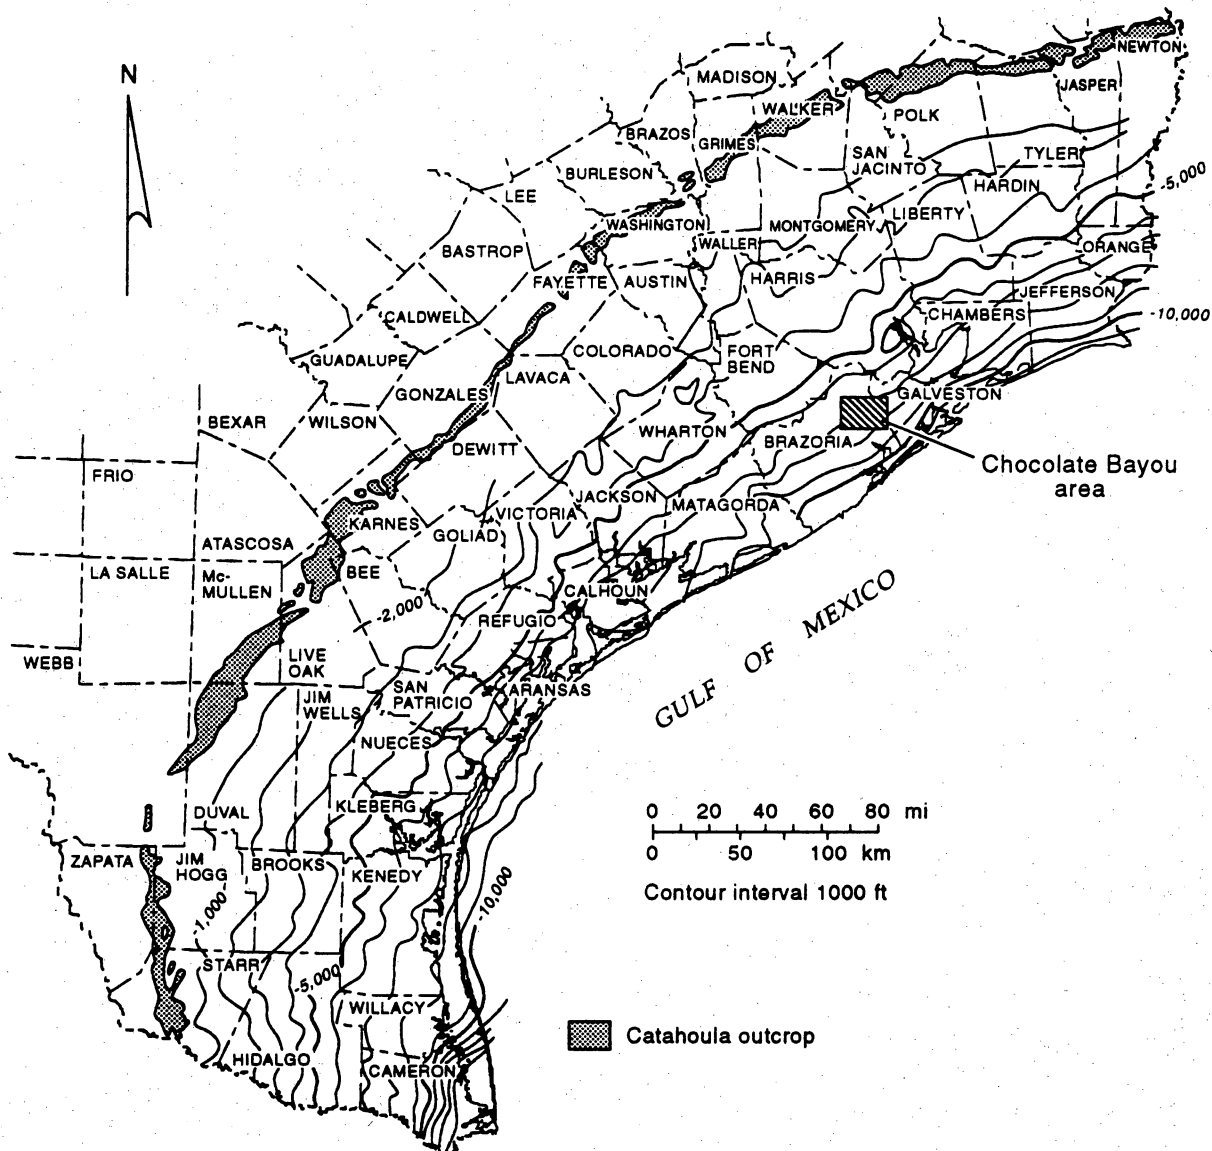 N
MADISON
NEWTON
JASPER
WALKER
POLK
BRAZOS
GRIMES
SAN
JACINTO
TYLER
BURLESON
HARDIN
-5,000
LEE
WASHINGTON
MONTGOMERY
LIBERTY
BASTROP
WALLER
ORANGE
FAYETTE
AUSTIN
HARRIS
JEFFERSON
CALDWELL
CHAMBERS
-10,000
GUADALUPE
COLORADO
FORT
BEND
LAVACA
GONZALES
GALVESTON
BEXAR
WILSON
WHARTON
BRAZORIA
DEWITT
Chocolate Bayou
area
FRIO
JACKSON
MATAGORDA
VICTORIA
KARNES
GOLIAD
ATASCOSA
LA SALLE
Mc-
MULLEN
BEE
CALHOUN
-2,000
REFUGIO
GULF OF MEXICO
WEBB
LIVE
OAK
SAN
PATRICIO
ARANSAS
JIM
WELLS
NUECES
DUVAL
KLEBERG
0 20 40 60 80 mi
0 50 100 km
ZAPATA
JIM
HOGG
BROOKS
KENEDY
Contour interval 1000 ft
-10,000
1,000
STARR
-5,000
WILLACY
Catahoula outcrop
HIDALGO
CAMERON